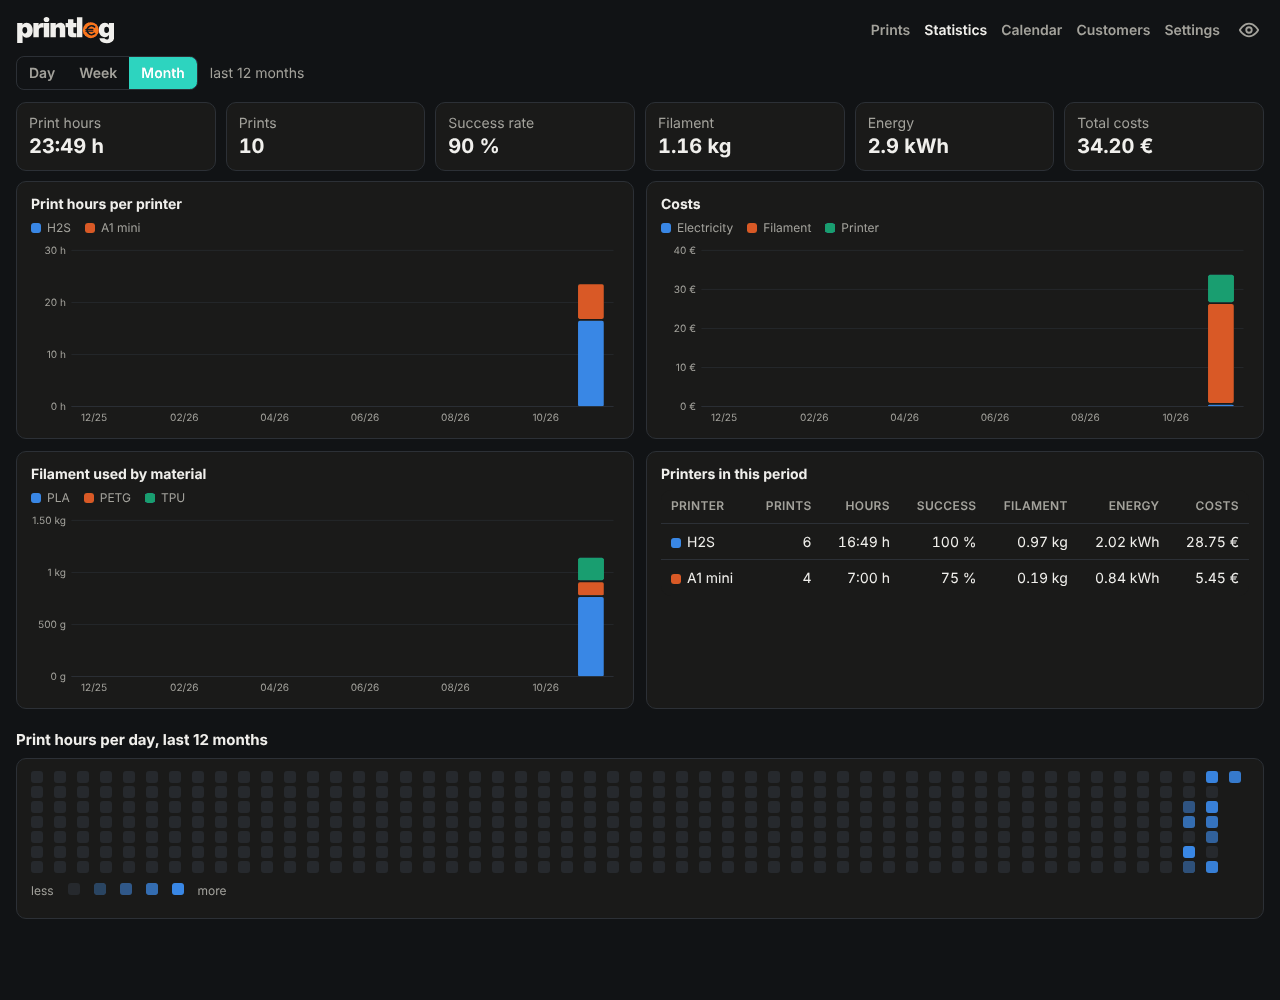 printlog
Prints Statistics Calendar Customers Settings
Day Week Month last 12 months
Print hours
23:49 h
Prints
10
Success rate
90 %
Filament
1.16 kg
Energy
2.9 kWh
Total costs
34.20 €
Print hours per printer
H2S A1 mini
30 h
20 h
10 h
0 h
12/25 02/26 04/26 06/26 08/26 10/26
Costs
Electricity Filament Printer
40 €
30 €
20 €
10 €
0 €
12/25 02/26 04/26 06/26 08/26 10/26
Filament used by material
PLA PETG TPU
1.50 kg
1 kg
500 g
0 g
12/25 02/26 04/26 06/26 08/26 10/26
Printers in this period
PRINTER PRINTS HOURS SUCCESS FILAMENT ENERGY COSTS
H2S 6 16:49 h 100 % 0.97 kg 2.02 kWh 28.75 €
A1 mini 4 7:00 h 75 % 0.19 kg 0.84 kWh 5.45 €
Print hours per day, last 12 months
less more